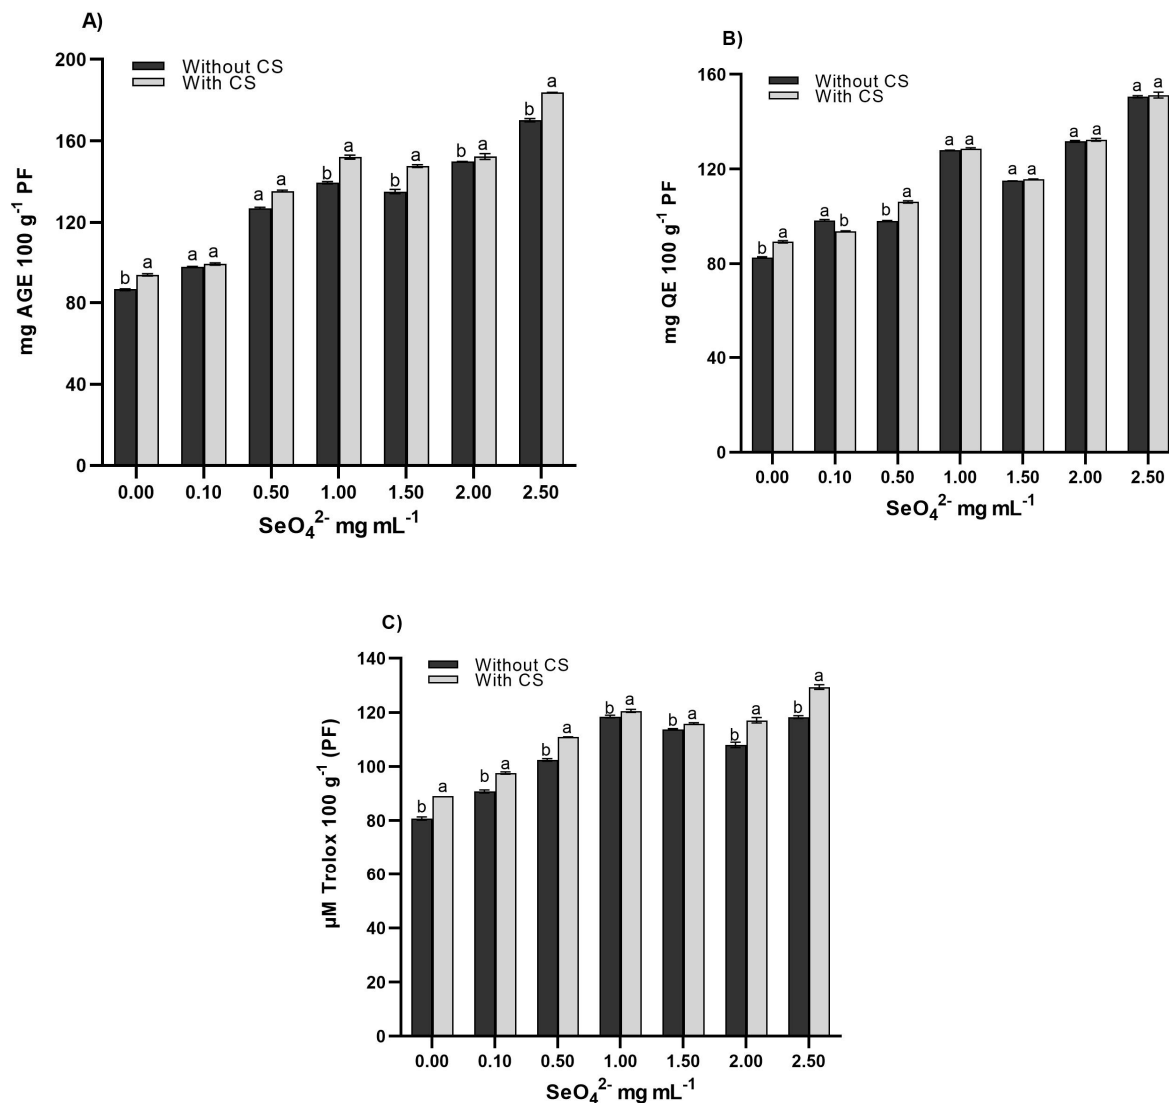 A)
200
160
120
80
40
0
mg AGE 100 g⁻¹ PF
Without CS
With CS
b a
a a
a a
b a
b a
b a
b a
0.00 0.10 0.50 1.00 1.50 2.00 2.50
SeO₄²⁻ mg mL⁻¹
B)
160
120
80
40
0
mg QE 100 g⁻¹ PF
Without CS
With CS
b a
a b
b a
a a
a a
a a
a a
0.00 0.10 0.50 1.00 1.50 2.00 2.50
SeO₄²⁻ mg mL⁻¹
C)
140
120
100
80
60
40
20
0
µM Trolox 100 g⁻¹ (PF)
Without CS
With CS
b a
b a
b a
b a
b a
b a
b a
0.00 0.10 0.50 1.00 1.50 2.00 2.50
SeO₄²⁻ mg mL⁻¹